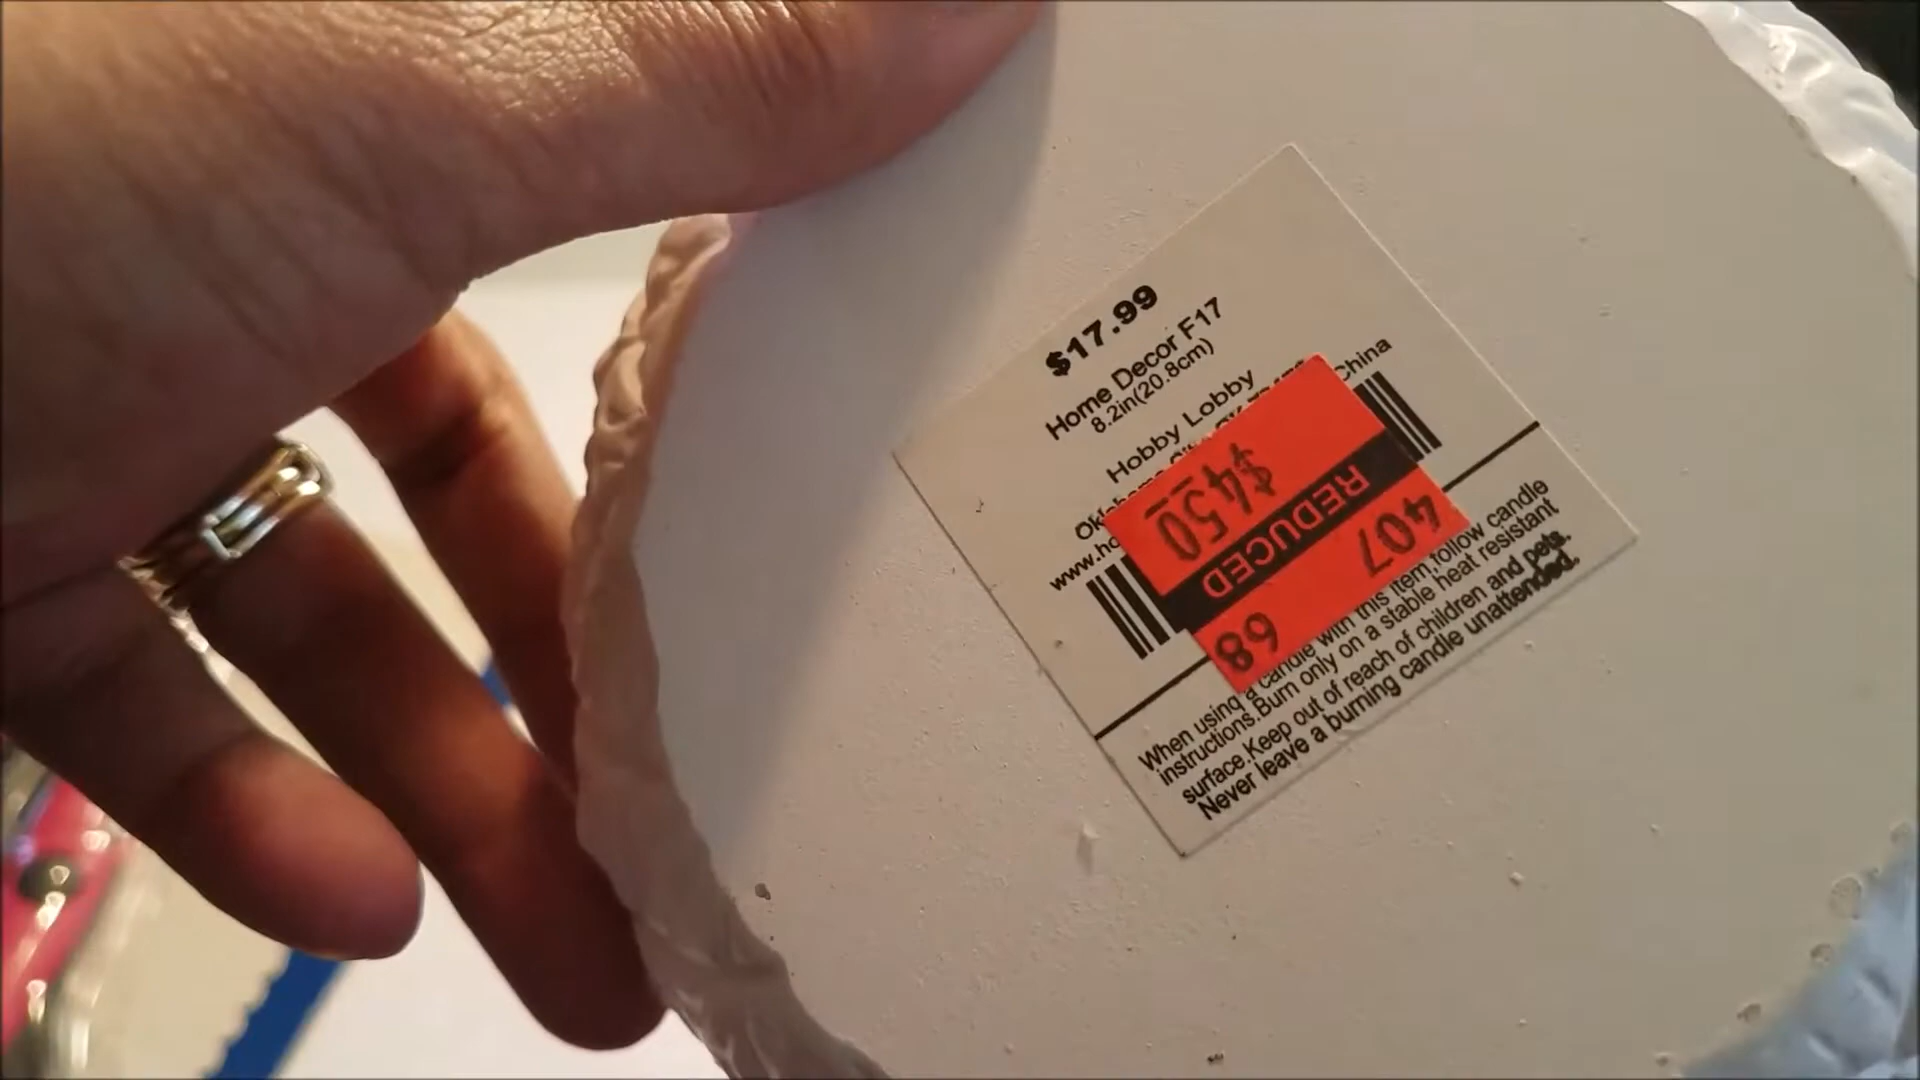 $17.99
Home Decor F17
8.2in(20.8cm)
Hobby Lobby
China
www.ho
407
REDUCED
68
$4.50
When using a candle with this item,follow candle
instructions.Burn only on a stable heat resistant
surface.Keep out of reach of children and pets.
Never leave a burning candle unattended.